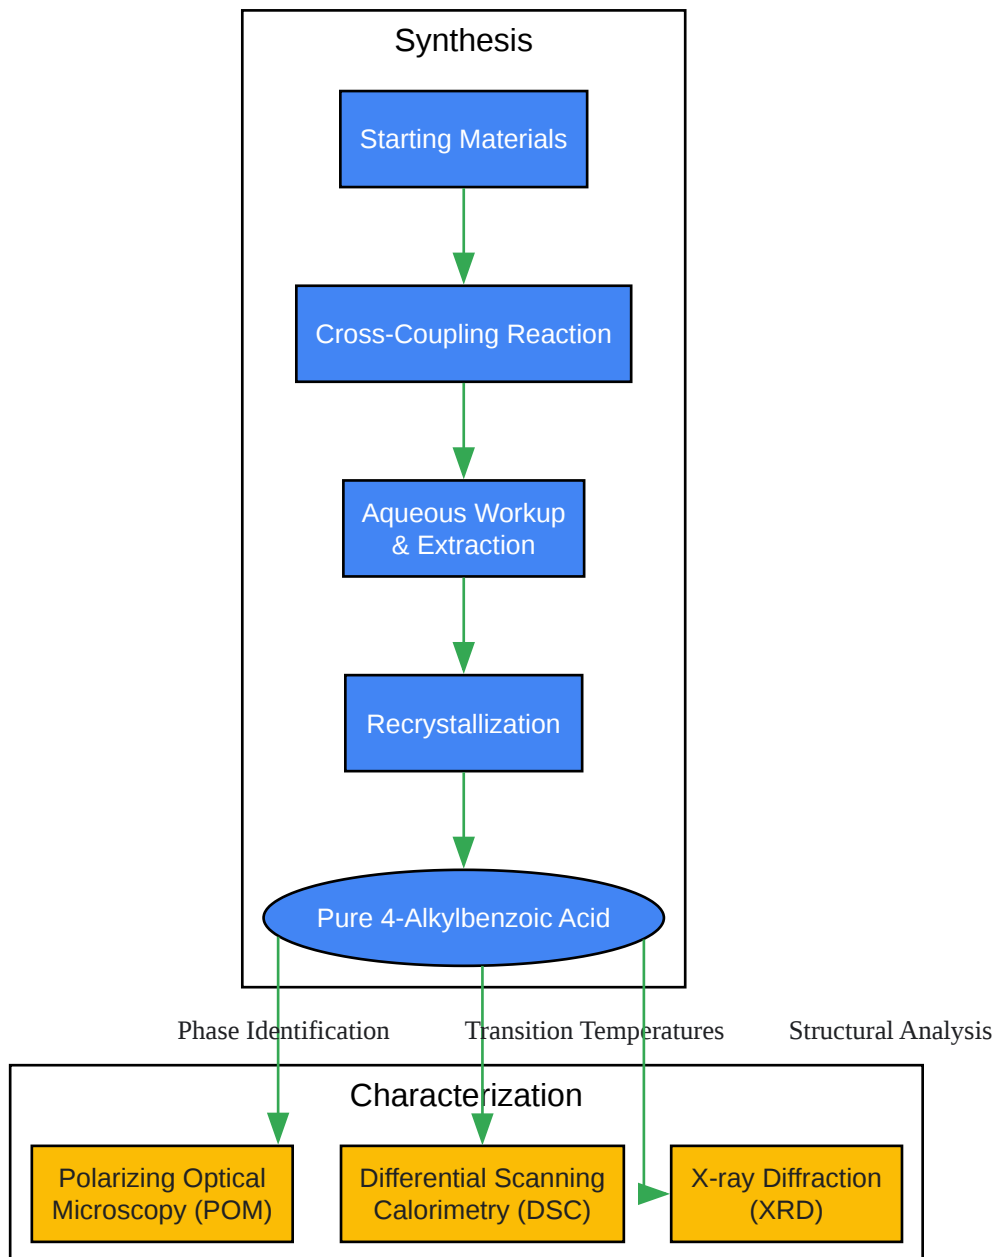 Synthesis
Starting Materials
Cross-Coupling Reaction
Aqueous Workup
& Extraction
Recrystallization
Pure 4-Alkylbenzoic Acid
Phase Identification
Transition Temperatures
Structural Analysis
Characterization
Polarizing Optical
Microscopy (POM)
Differential Scanning
Calorimetry (DSC)
X-ray Diffraction
(XRD)